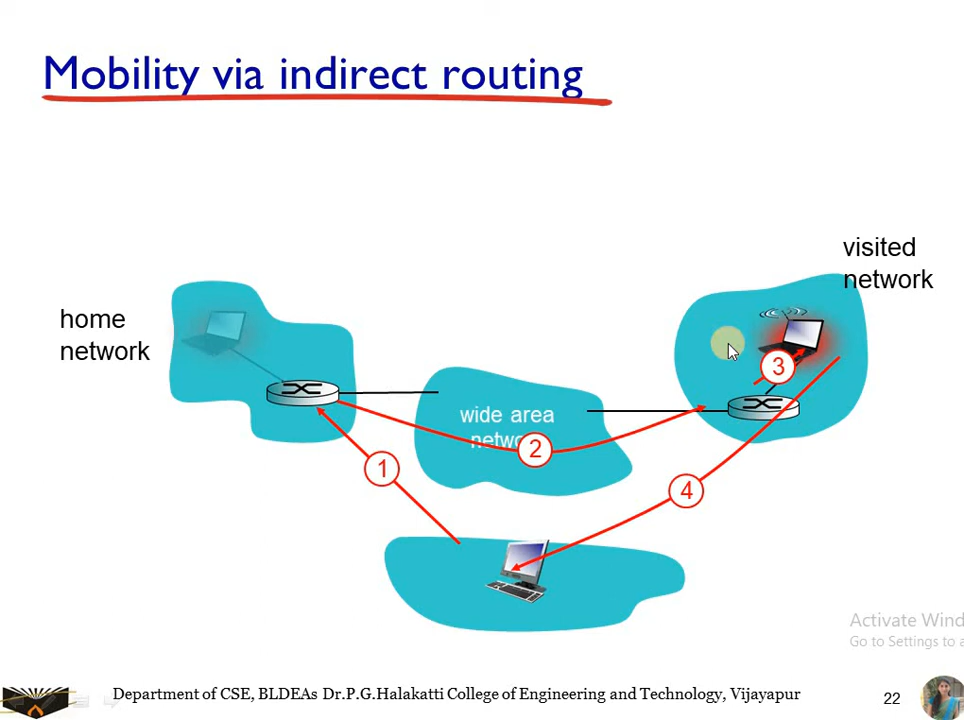 Mobility via indirect routing
visited
network
home
network
3
wide area
network
2
1
4
Activate Wind
Go to Settings to a
Department of CSE, BLDEAs Dr.P.G.Halakatti College of Engineering and Technology, Vijayapur
22